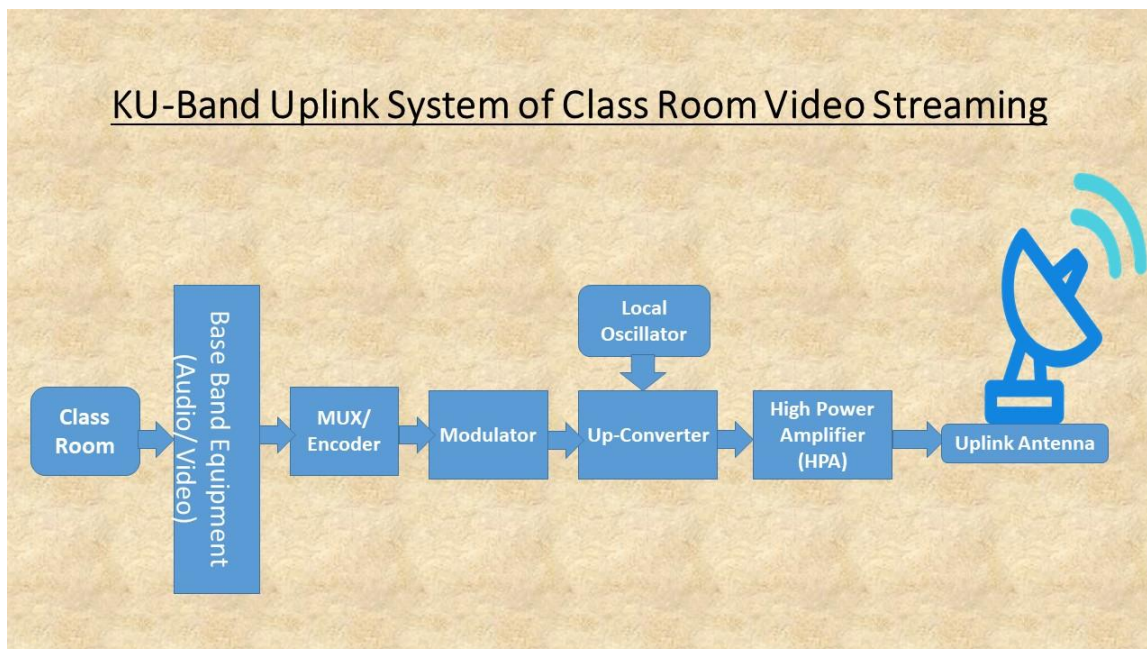 KU-Band Uplink System of Class Room Video Streaming
Local
Oscillator
Class
Room
Base Band Equipment
(Audio/ Video)
MUX/
Encoder
Modulator
Up-Converter
High Power
Amplifier
(HPA)
Uplink Antenna